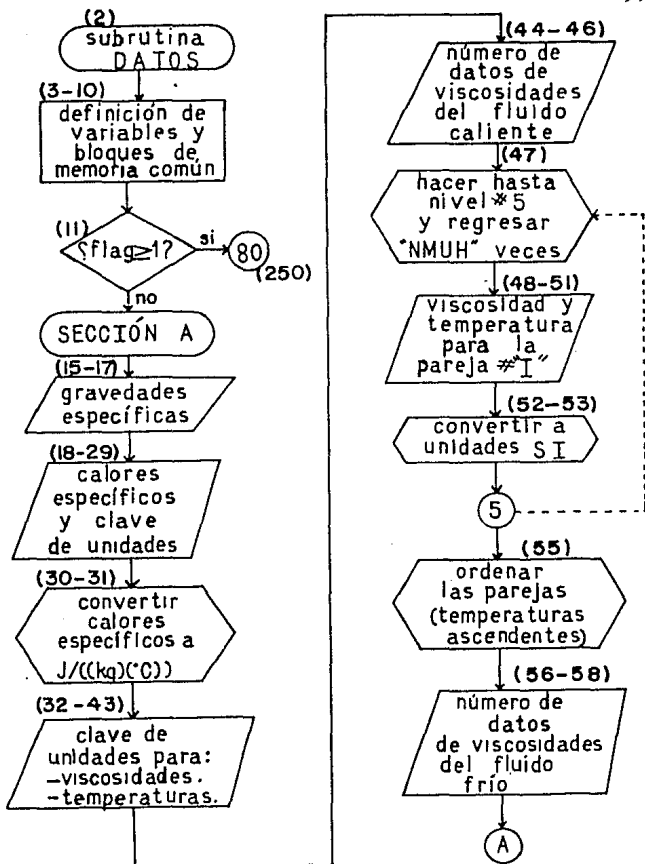 (2)
subrutina
DATOS
(3-10)
definición de
variables y
bloques de
memoria común
(11)
¿flag≥1?
si
80
(250)
no
SECCIÓN A
(15-17)
gravedades
específicas
(18-29)
calores
específicos
y clave
de unidades
(30-31)
convertir
calores
específicos a
J/((kg)(°C))
(32-43)
clave de
unidades para:
-viscosidades.
-temperaturas.
(44-46)
número de
datos de
viscosidades
del fluido
caliente
(47)
hacer hasta
nivel #5
y regresar
"NMUH" veces
(48-51)
viscosidad y
temperatura
para la
pareja #"I"
(52-53)
convertir a
unidades SI
5
(55)
ordenar
las parejas
(temperaturas
ascendentes)
(56-58)
número de
datos
de viscosidades
del fluido
frío
A